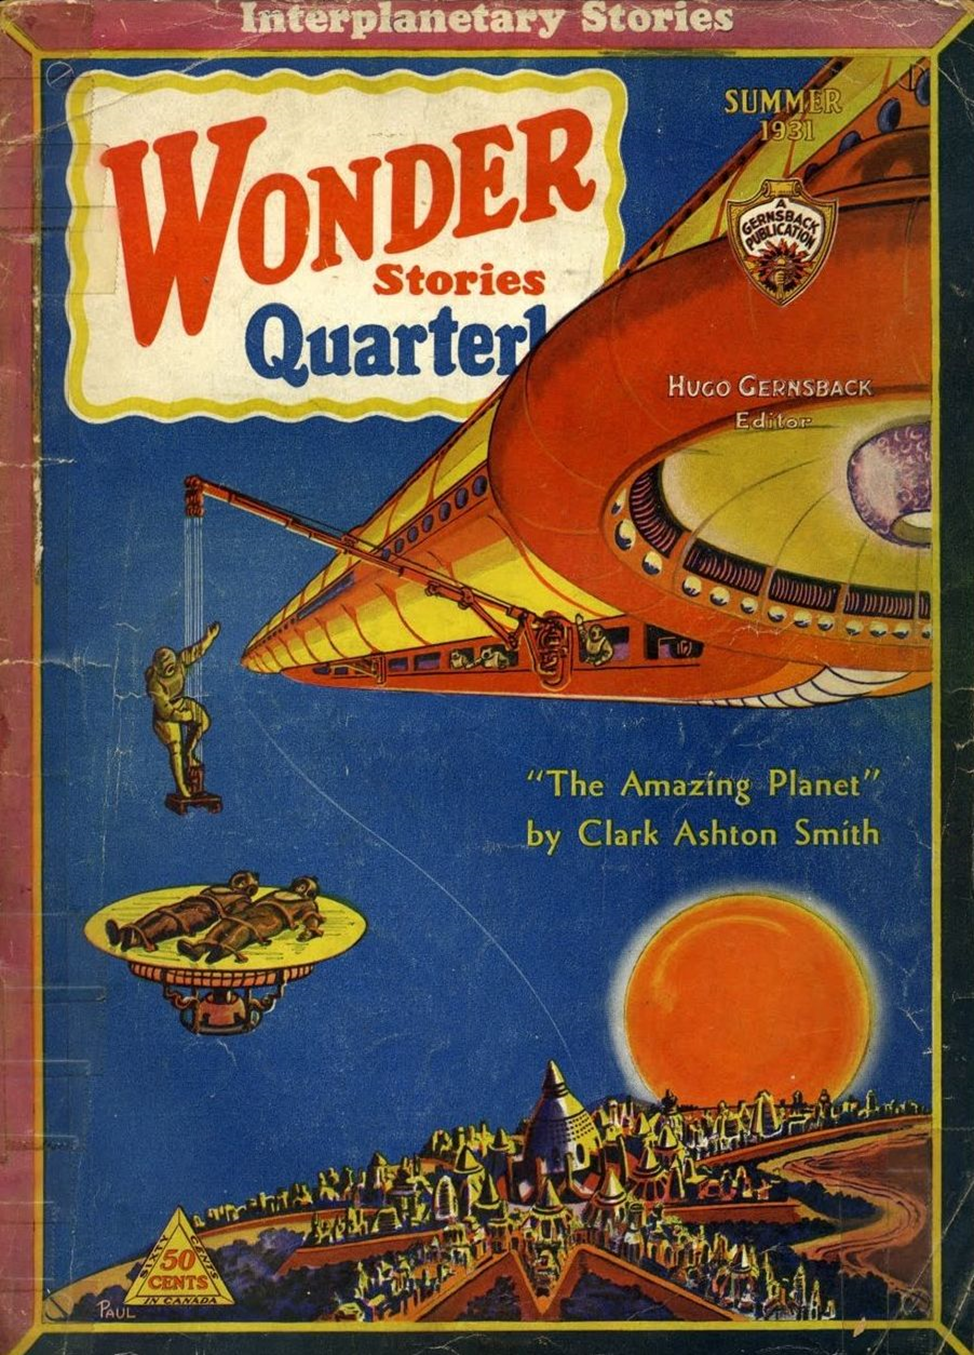 Interplanetary Stories
WONDER
Stories
Quarterl
SUMMER
1931
A
GERNSBACK
PUBLICATION
HUGO GERNSBACK
Editor
"The Amazing Planet"
by Clark Ashton Smith
SIXTY CENTS
50
CENTS
IN CANADA
PAUL